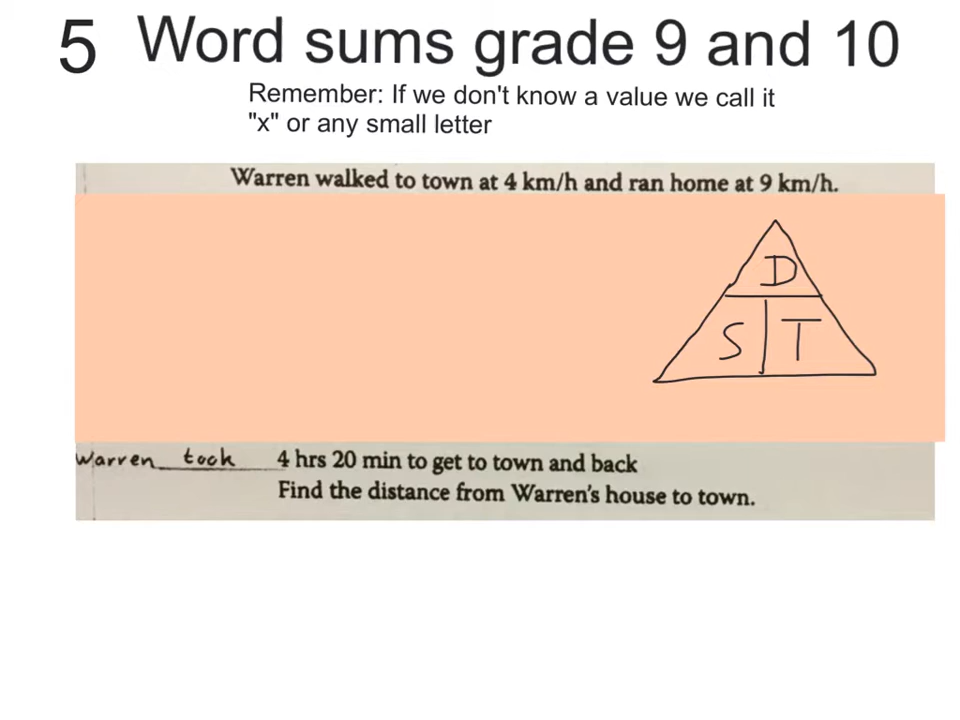 5 Word sums grade 9 and 10
Remember: If we don't know a value we call it
"x" or any small letter
Warren walked to town at 4 km/h and ran home at 9 km/h.
D
S T
Warren took 4 hrs 20 min to get to town and back
Find the distance from Warren's house to town.